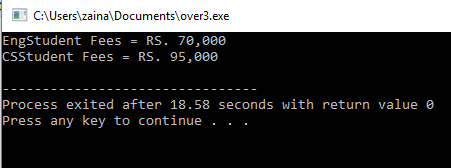 C:\Users\zaina\Documents\over3.exe
EngStudent Fees = RS. 70,000
CSStudent Fees = RS. 95,000
--------------------------------
Process exited after 18.58 seconds with return value 0
Press any key to continue . . .